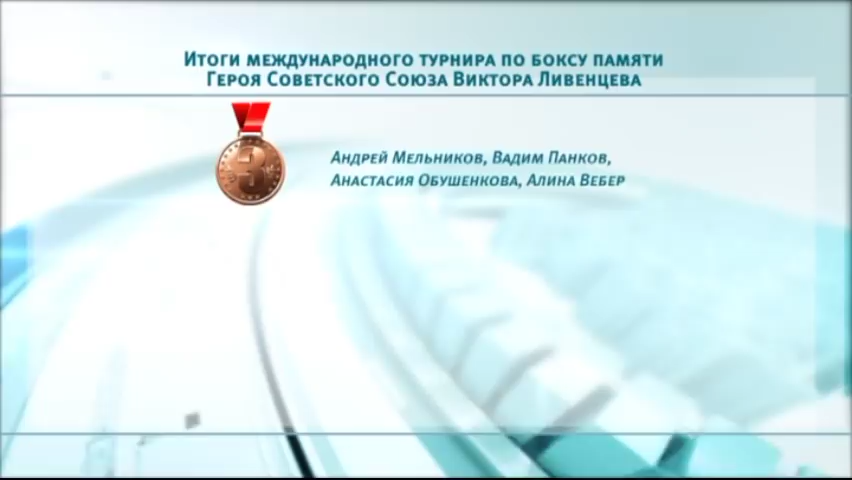 Итоги международного турнира по боксу памяти
Героя Советского Союза Виктора Ливенцева
3
Андрей Мельников, Вадим Панков,
Анастасия Обушенкова, Алина Вебер